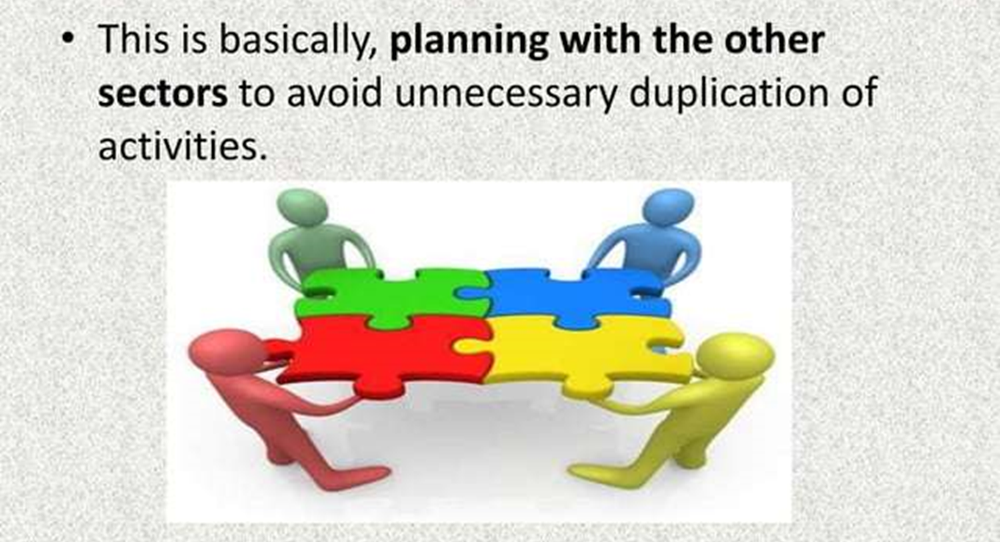 • This is basically, planning with the other
sectors to avoid unnecessary duplication of
activities.